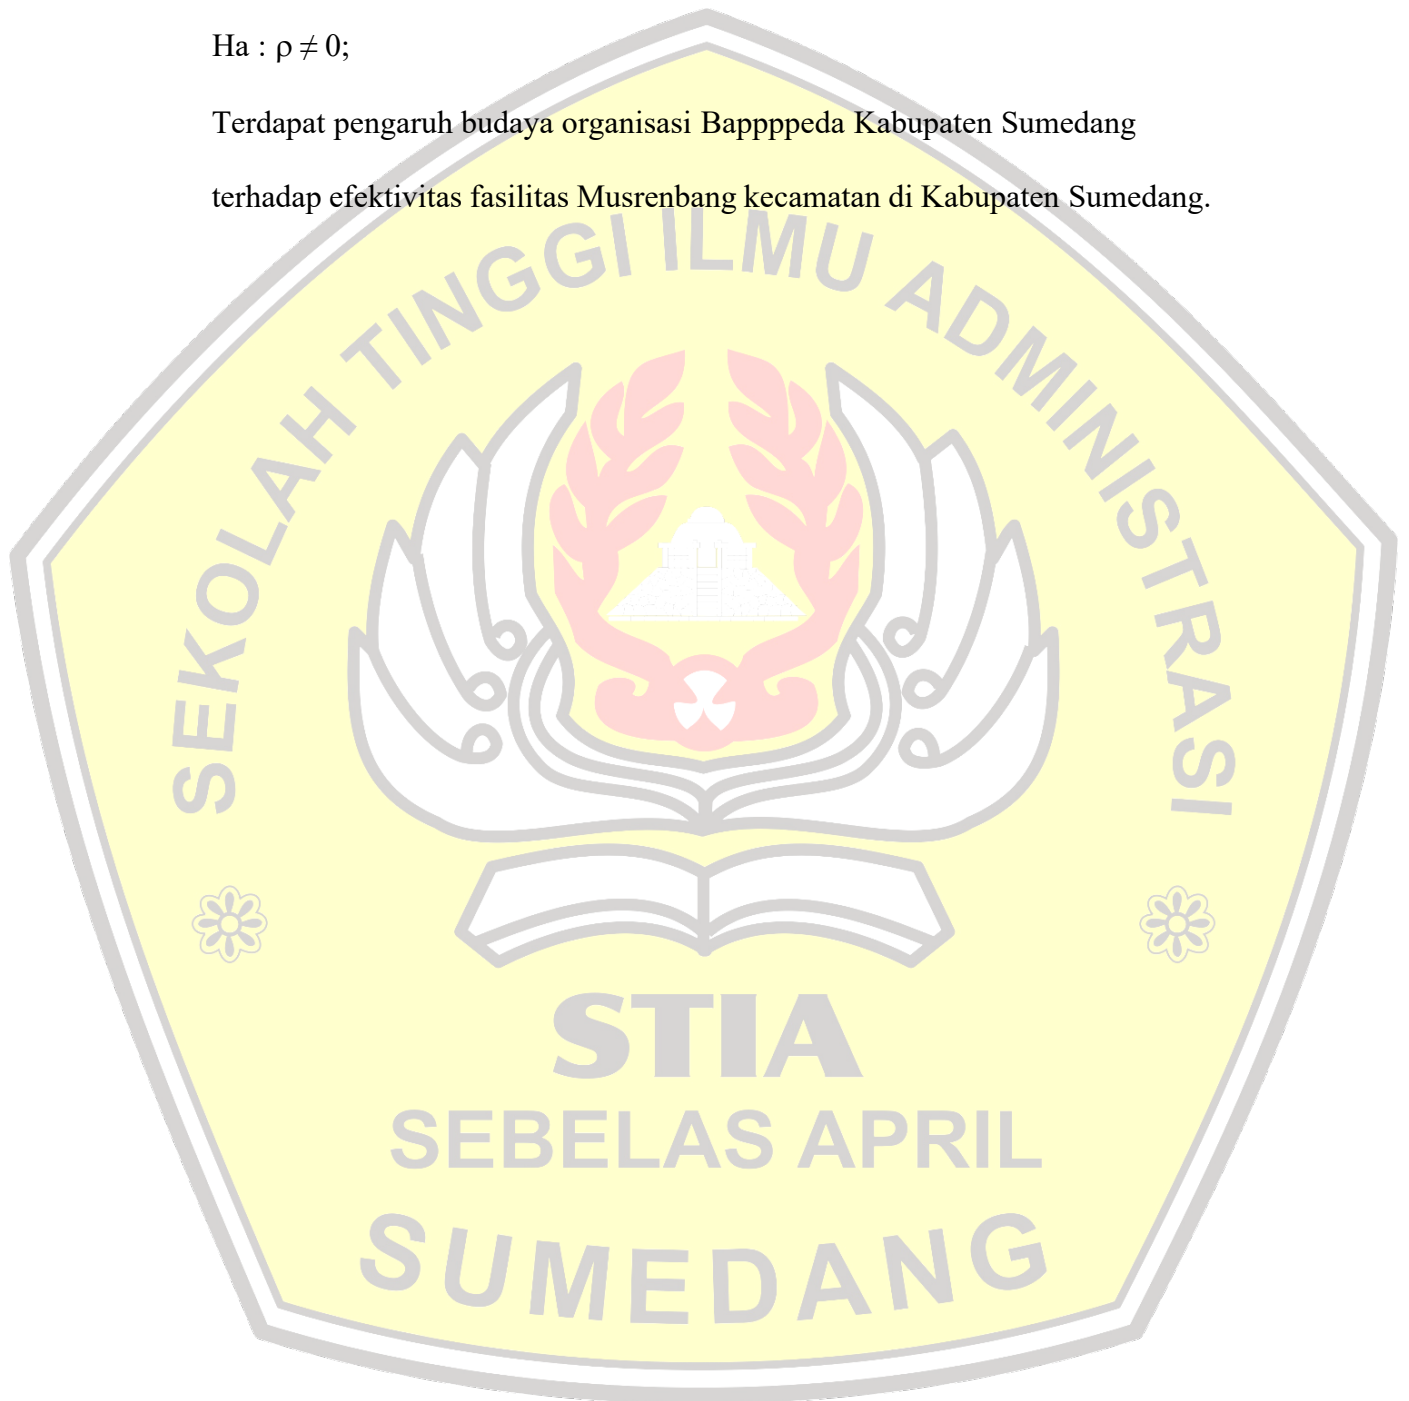 Ha : ρ ≠ 0;
Terdapat pengaruh budaya organisasi Bappppeda Kabupaten Sumedang
terhadap efektivitas fasilitas Musrenbang kecamatan di Kabupaten Sumedang.
SEKOLAH TINGGI ILMU ADMINISTRASI
STIA
SEBELAS APRIL
SUMEDANG